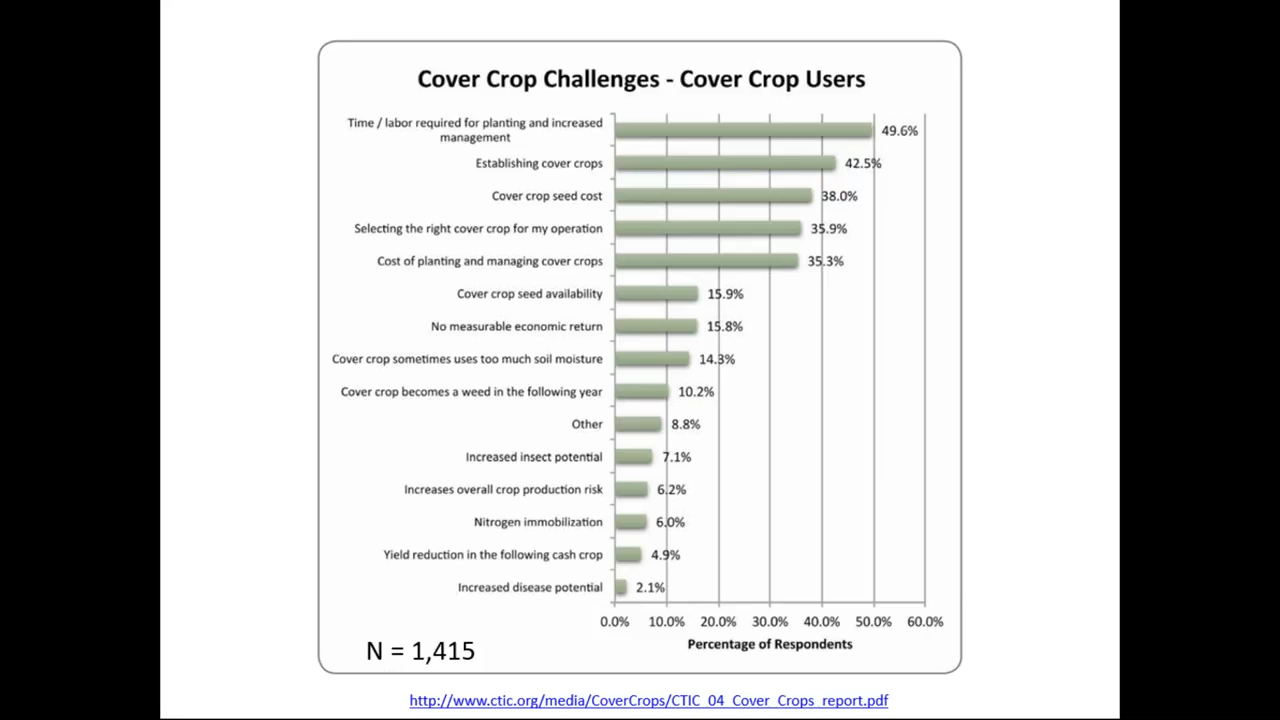 Cover Crop Challenges - Cover Crop Users
Time / labor required for planting and increased
management
49.6%
Establishing cover crops
42.5%
Cover crop seed cost
38.0%
Selecting the right cover crop for my operation
35.9%
Cost of planting and managing cover crops
35.3%
Cover crop seed availability
15.9%
No measurable economic return
15.8%
Cover crop sometimes uses too much soil moisture
14.3%
Cover crop becomes a weed in the following year
10.2%
Other
8.8%
Increased insect potential
7.1%
Increases overall crop production risk
6.2%
Nitrogen immobilization
6.0%
Yield reduction in the following cash crop
4.9%
Increased disease potential
2.1%
0.0% 10.0% 20.0% 30.0% 40.0% 50.0% 60.0%
Percentage of Respondents
N = 1,415
http://www.ctic.org/media/CoverCrops/CTIC_04_Cover_Crops_report.pdf